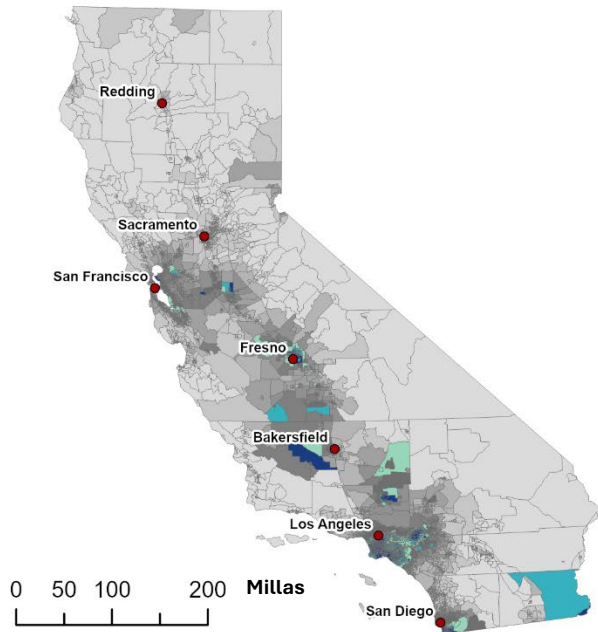 Redding
Sacramento
San Francisco
Fresno
Bakersfield
Los Angeles
San Diego
0 50 100 200 Millas